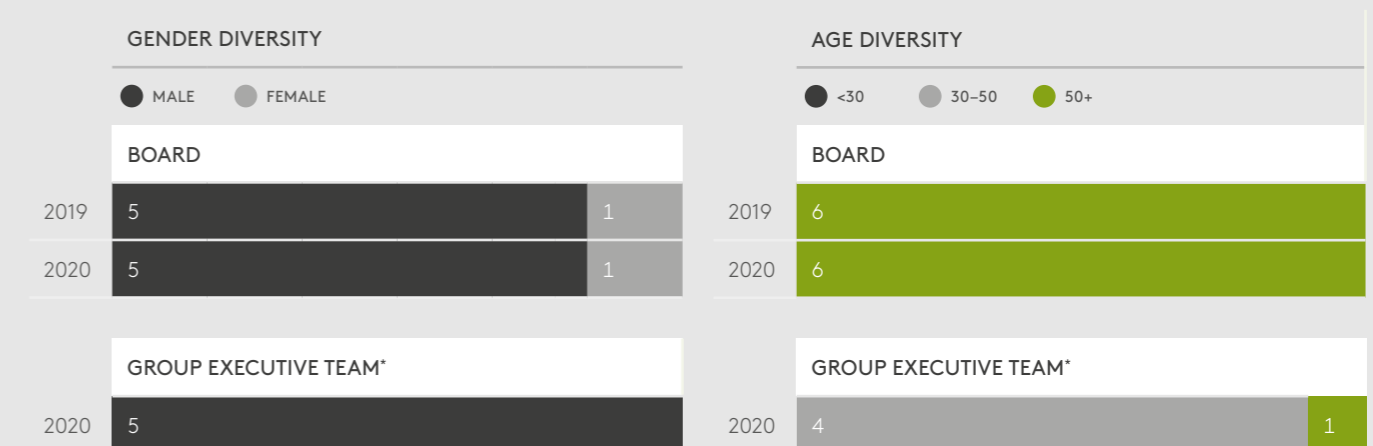 GENDER DIVERSITY
MALE FEMALE
BOARD
2019 5 1
2020 5 1
GROUP EXECUTIVE TEAM*
2020 5
AGE DIVERSITY
<30 30–50 50+
BOARD
2019 6
2020 6
GROUP EXECUTIVE TEAM*
2020 4 1